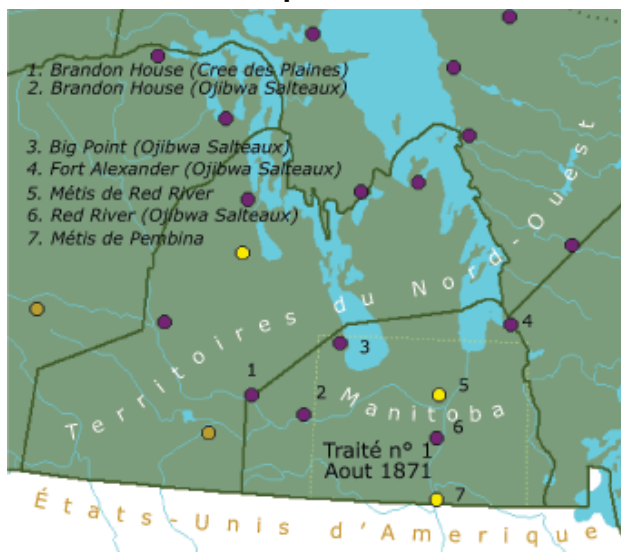 1. Brandon House (Cree des Plaines)
2. Brandon House (Ojibwa Salteaux)
3. Big Point (Ojibwa Salteaux)
4. Fort Alexander (Ojibwa Salteaux)
5. Métis de Red River
6. Red River (Ojibwa Salteaux)
7. Métis de Pembina
Territoires du Nord-Ouest
4
3
1
5
2
Manitoba
6
Traité n° 1
Aout 1871
7
États-Unis d'Amerique